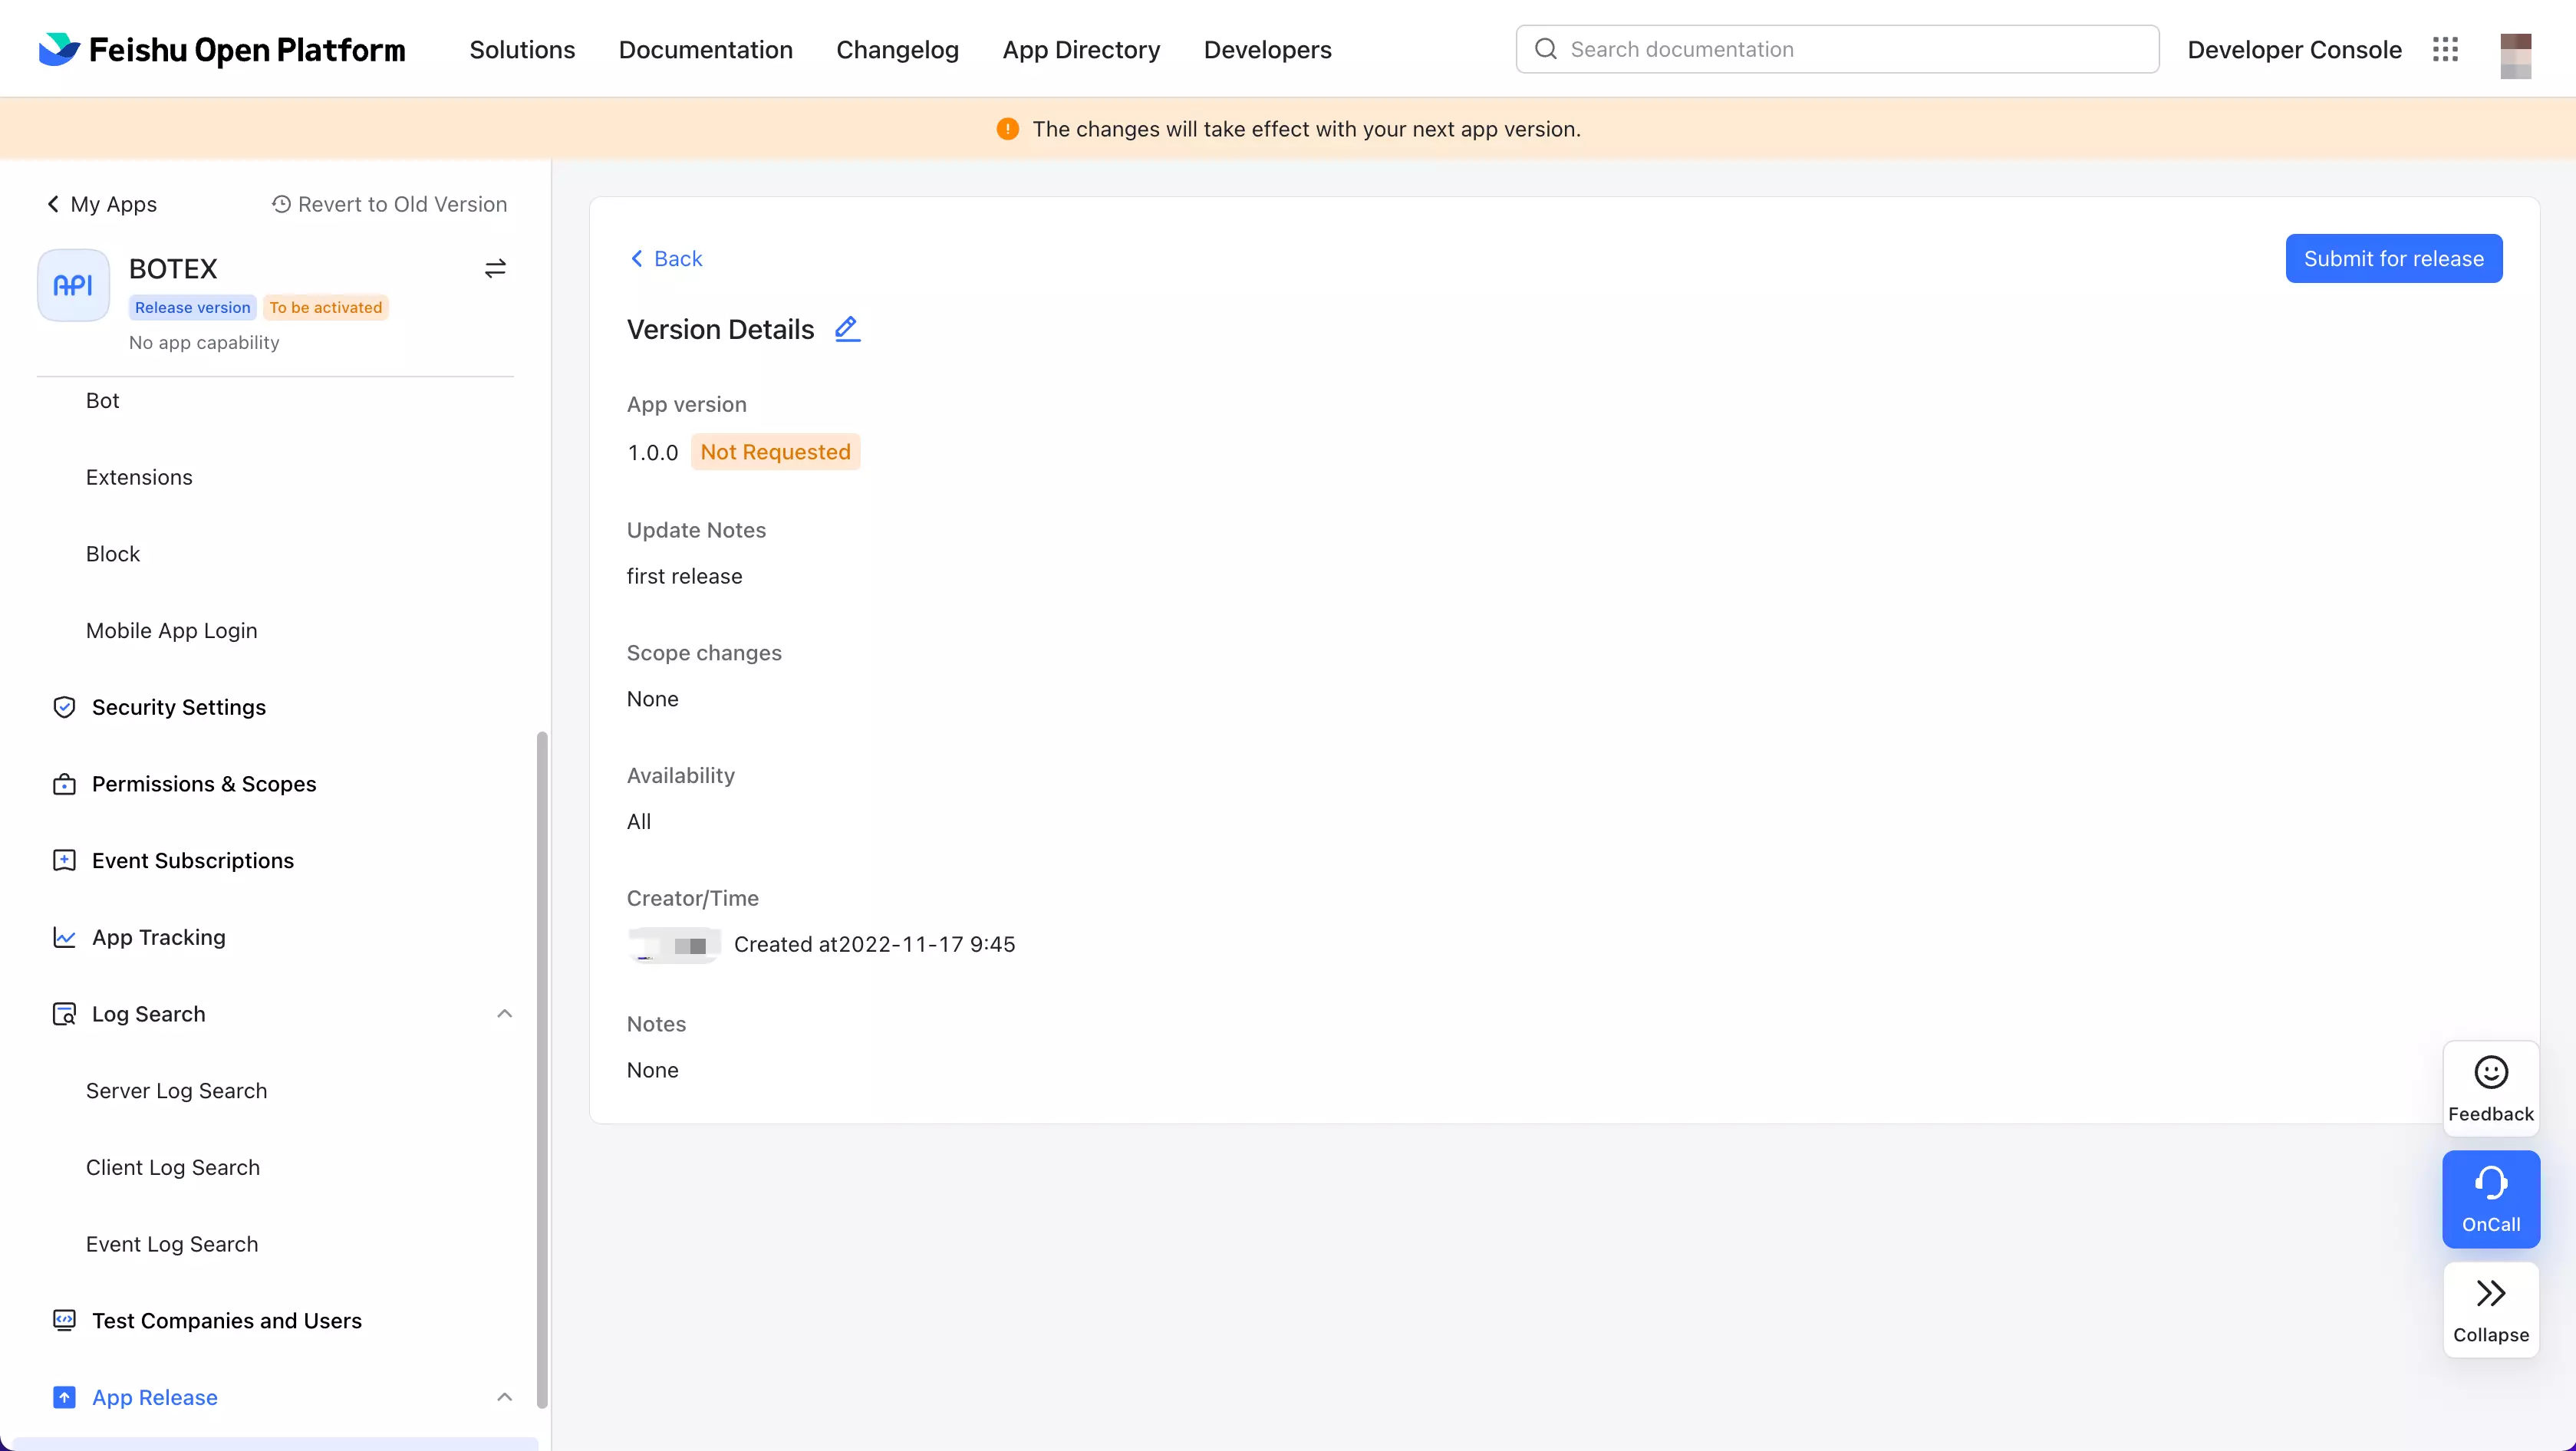 Feishu Open Platform
Solutions
Documentation
Changelog
App Directory
Developers
Search documentation
Developer Console
The changes will take effect with your next app version.
My Apps
Revert to Old Version
API
BOTEX
Release version
To be activated
No app capability
Bot
Extensions
Block
Mobile App Login
Security Settings
Permissions & Scopes
Event Subscriptions
App Tracking
Log Search
Server Log Search
Client Log Search
Event Log Search
Test Companies and Users
App Release
Back
Submit for release
Version Details
App version
1.0.0 Not Requested
Update Notes
first release
Scope changes
None
Availability
All
Creator/Time
Created at2022-11-17 9:45
Notes
None
Feedback
OnCall
Collapse